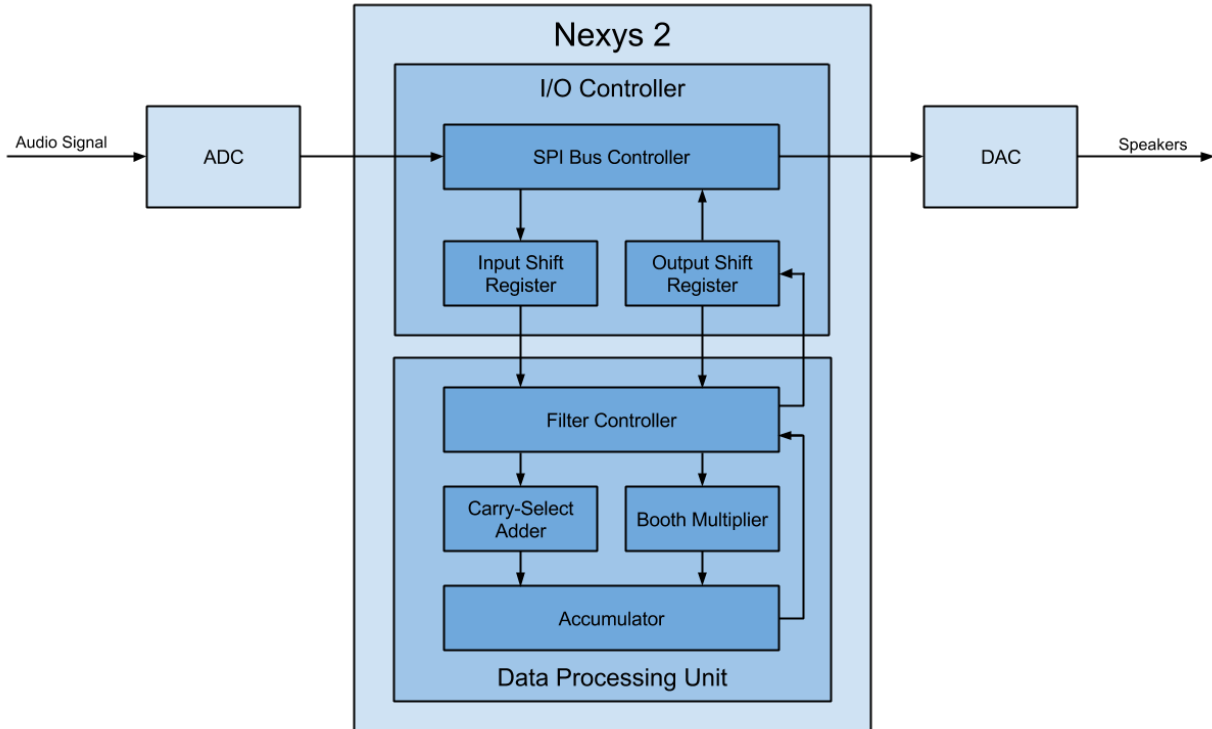 Nexys 2
I/O Controller
Audio Signal
ADC
SPI Bus Controller
DAC
Speakers
Input Shift
Register
Output Shift
Register
Filter Controller
Carry-Select
Adder
Booth Multiplier
Accumulator
Data Processing Unit